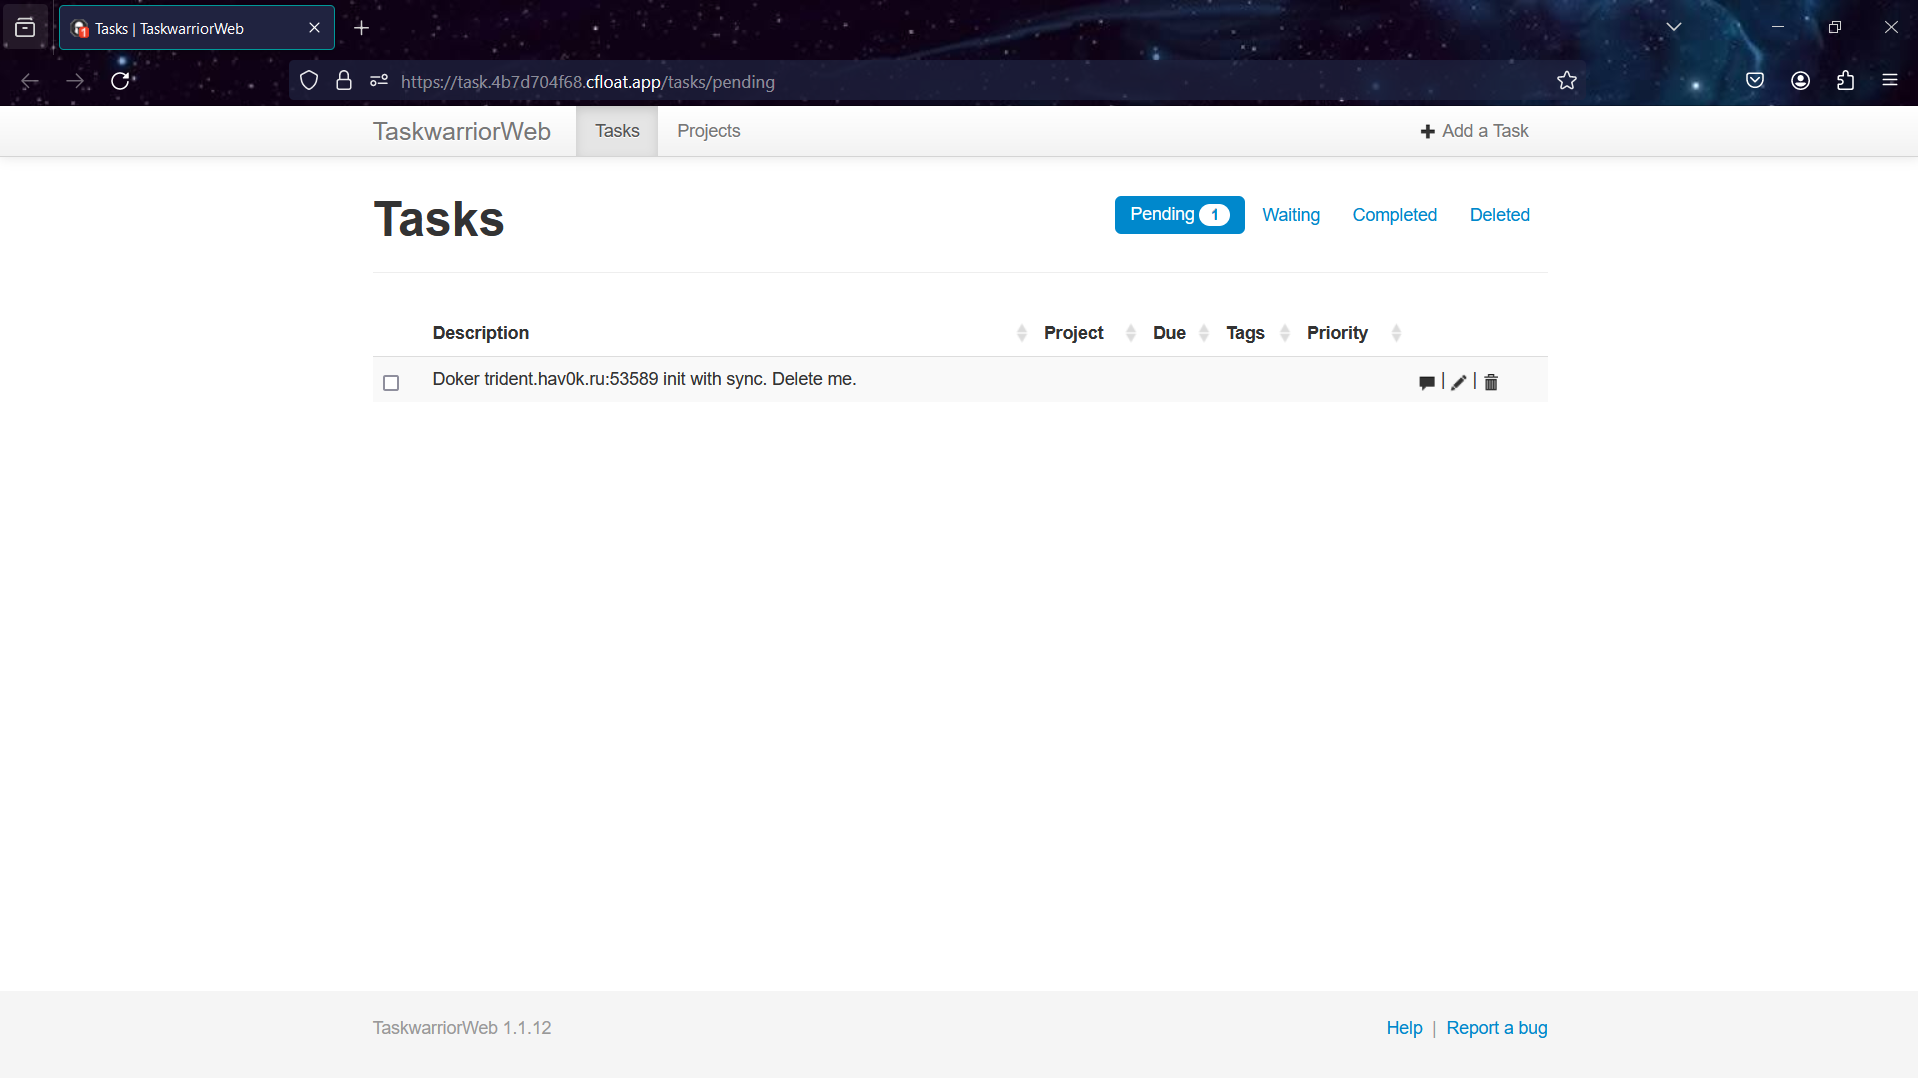 Tasks | TaskwarriorWeb
https://task.4b7d704f68.cfloat.app/tasks/pending
TaskwarriorWeb Tasks Projects Add a Task
Tasks
Pending 1 Waiting Completed Deleted
Description Project Due Tags Priority
Doker trident.hav0k.ru:53589 init with sync. Delete me.
TaskwarriorWeb 1.1.12
Help | Report a bug